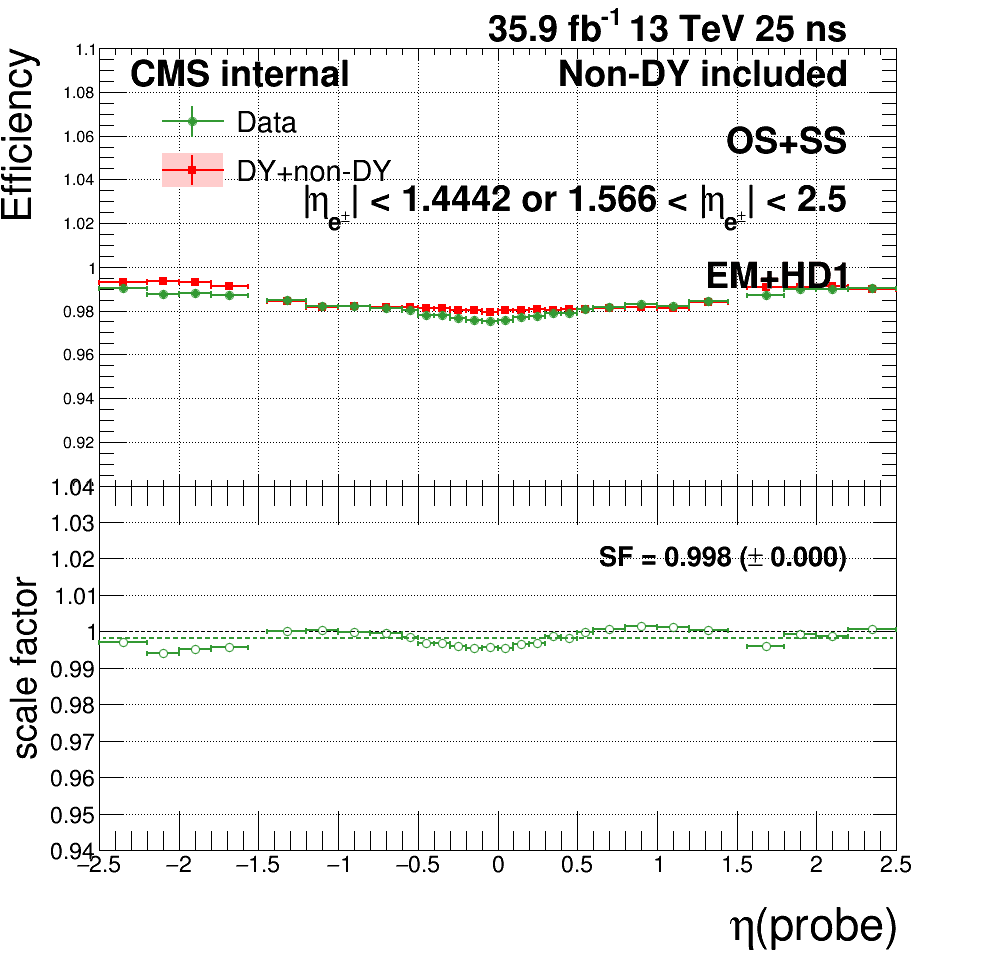 35.9 fb-1 13 TeV 25 ns
Efficiency
1.1
CMS internal
Non-DY included
1.08
Data
1.06
OS+SS
DY+non-DY
1.04
|ηe±| < 1.4442 or 1.566 < |ηe±| < 2.5
1.02
1
EM+HD1
0.98
0.96
0.94
0.92
1.04
1.03
1.02
SF = 0.998 (± 0.000)
1.01
1
scale factor
0.99
0.98
0.97
0.96
0.95
0.94
−2.5 −2 −1.5 −1 −0.5 0 0.5 1 1.5 2 2.5
η(probe)